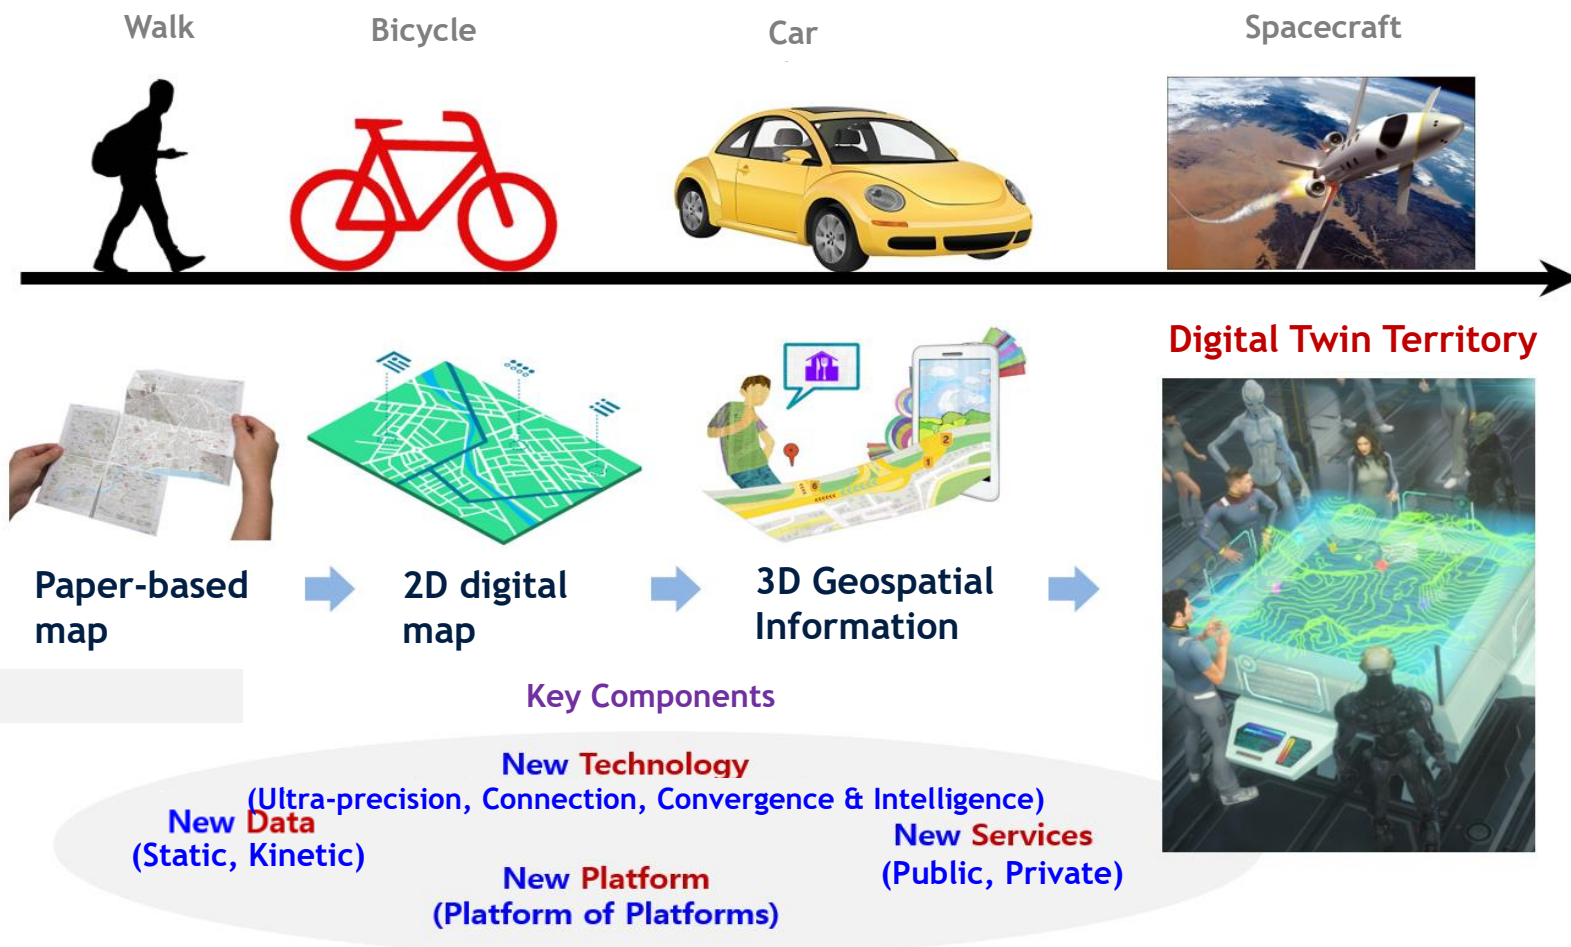 Walk
Bicycle
Car
Spacecraft
Digital Twin Territory
Paper-based
map
2D digital
map
3D Geospatial
Information
Key Components
New Technology
(Ultra-precision, Connection, Convergence & Intelligence)
New Data
(Static, Kinetic)
New Services
(Public, Private)
New Platform
(Platform of Platforms)